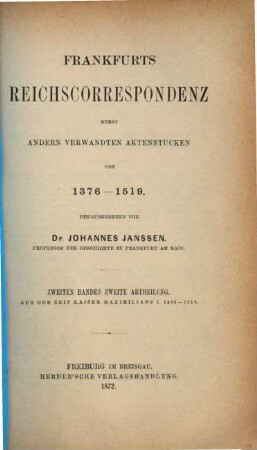 FRANKFURTS
REICHSCORRESPONDENZ
NEBST
ANDERN VERWANDTEN AKTENSTÜCKEN
VON
1376—1519.
HERAUSGEGEBEN VON
Dr. JOHANNES JANSSEN,
PROFESSOR DER GESCHICHTE ZU FRANKFURT AM MAIN.
ZWEITEN BANDES ZWEITE ABTHEILUNG.
AUS DER ZEIT KAISER MAXIMILIANS I. 1486—1519.
FREIBURG IM BREISGAU.
HERDER'SCHE VERLAGSHANDLUNG.
1872.